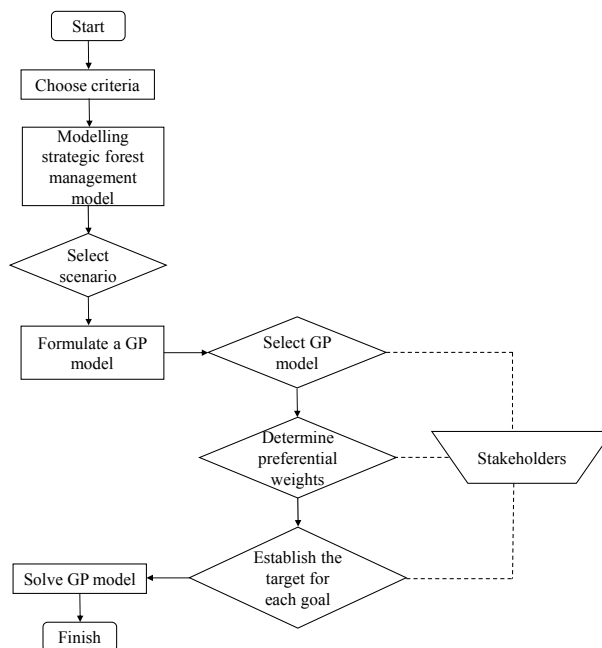 Start
Choose criteria
Modelling
strategic forest
management
model
Select
scenario
Formulate a GP
model
Select GP
model
Determine
preferential
weights
Stakeholders
Establish the
target for
each goal
Solve GP model
Finish